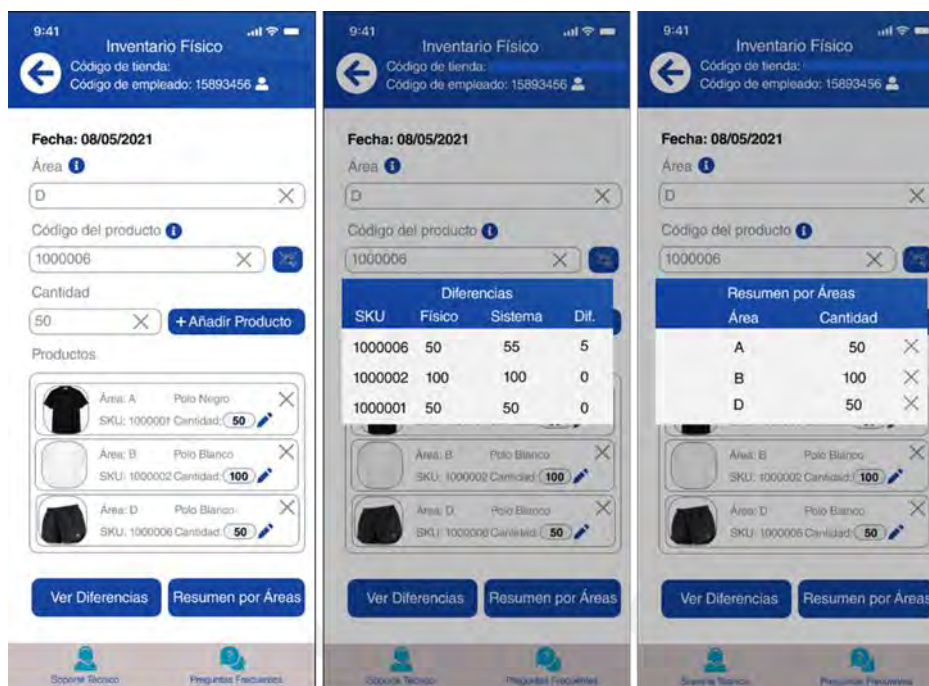 9:41
Inventario Físico
Código de tienda:
Código de empleado: 15893456
Fecha: 08/05/2021
Área
D
Código del producto
1000006
Cantidad
50
+ Añadir Producto
Productos
Área: A Polo Negro
SKU: 1000001 Cantidad: 50
Área: B Polo Blanco
SKU: 1000002 Cantidad: 100
Área: D Polo Blanco
SKU: 1000006 Cantidad: 50
Ver Diferencias Resumen por Áreas
Soporte Técnico Preguntas Frecuentes
9:41
Inventario Físico
Código de tienda:
Código de empleado: 15893456
Fecha: 08/05/2021
Área
D
Código del producto
1000006
Diferencias
SKU Físico Sistema Dif.
1000006 50 55 5
1000002 100 100 0
1000001 50 50 0
Área: B Polo Blanco
SKU: 1000002 Cantidad: 100
Área: D Polo Blanco
SKU: 1000006 Cantidad: 50
Ver Diferencias Resumen por Áreas
Soporte Técnico Preguntas Frecuentes
9:41
Inventario Físico
Código de tienda:
Código de empleado: 15893456
Fecha: 08/05/2021
Área
D
Código del producto
1000006
Resumen por Áreas
Área Cantidad
A 50
B 100
D 50
Área: B Polo Blanco
SKU: 1000002 Cantidad: 100
Área: D Polo Blanco
SKU: 1000006 Cantidad: 50
Ver Diferencias Resumen por Áreas
Soporte Técnico Preguntas Frecuentes